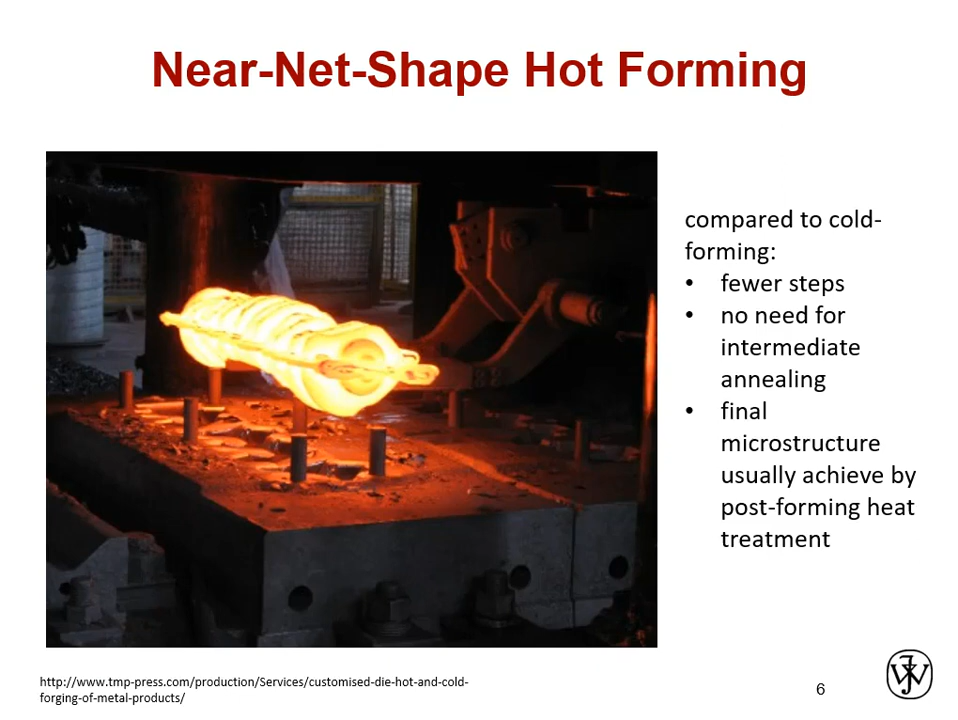 Near-Net-Shape Hot Forming
compared to cold-
forming:
• fewer steps
• no need for
intermediate
annealing
• final
microstructure
usually achieve by
post-forming heat
treatment
http://www.tmp-press.com/production/Services/customised-die-hot-and-cold-
forging-of-metal-products/
6